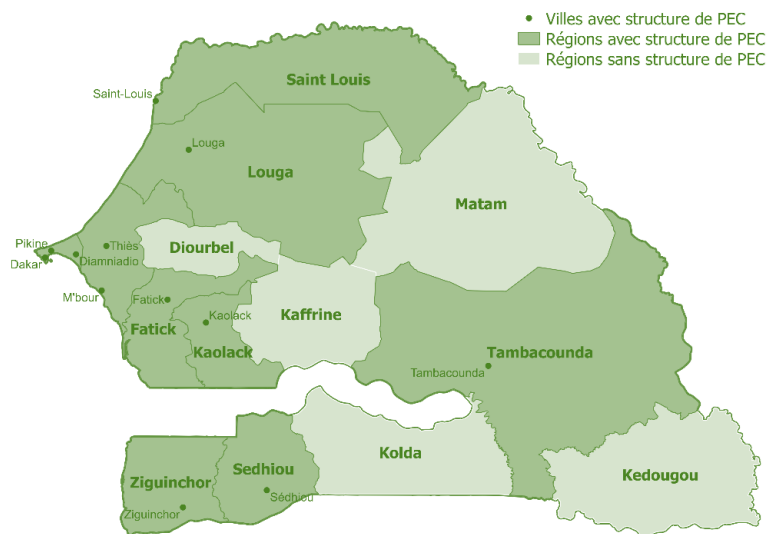 Villes avec structure de PEC
Régions avec structure de PEC
Régions sans structure de PEC
Saint Louis
Saint-Louis
Louga
Louga
Matam
Pikine
Thiès
Diourbel
Dakar
Diamniadio
M'bour
Fatick
Kaolack
Kaffrine
Fatick
Kaolack
Tambacounda
Tambacounda
Kolda
Sedhiou
Ziguinchor
Kedougou
Sédhiou
Ziguinchor